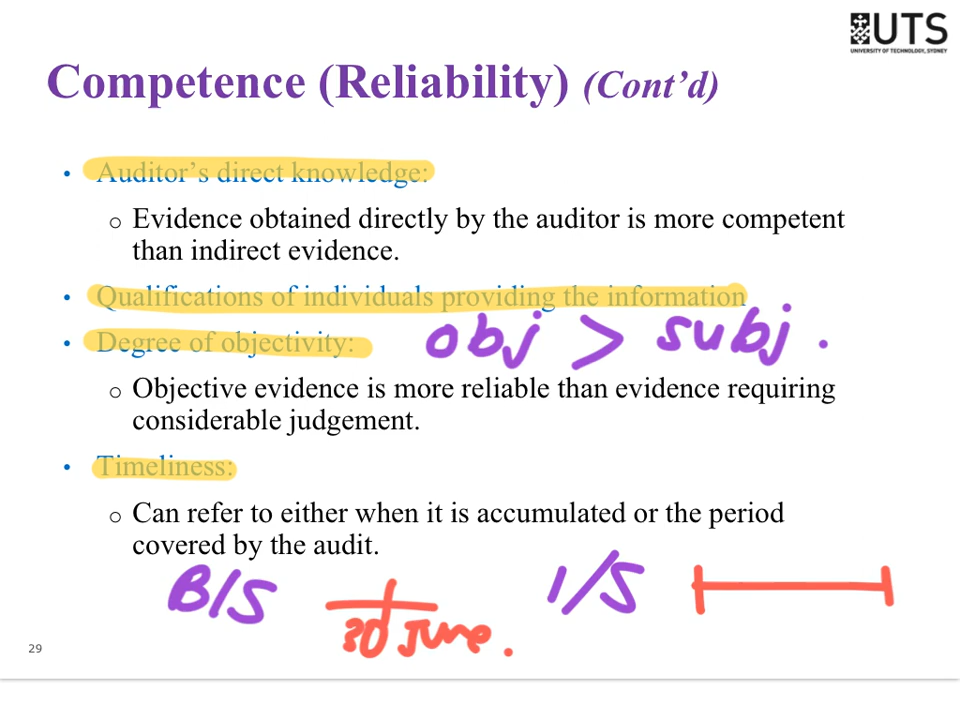 UTS
UNIVERSITY OF TECHNOLOGY, SYDNEY
Competence (Reliability) (Cont’d)
• Auditor’s direct knowledge:
o Evidence obtained directly by the auditor is more competent
than indirect evidence.
• Qualifications of individuals providing the information
• Degree of objectivity:
obj > subj.
o Objective evidence is more reliable than evidence requiring
considerable judgement.
• Timeliness:
o Can refer to either when it is accumulated or the period
covered by the audit.
B/S
30 June.
I/S
29